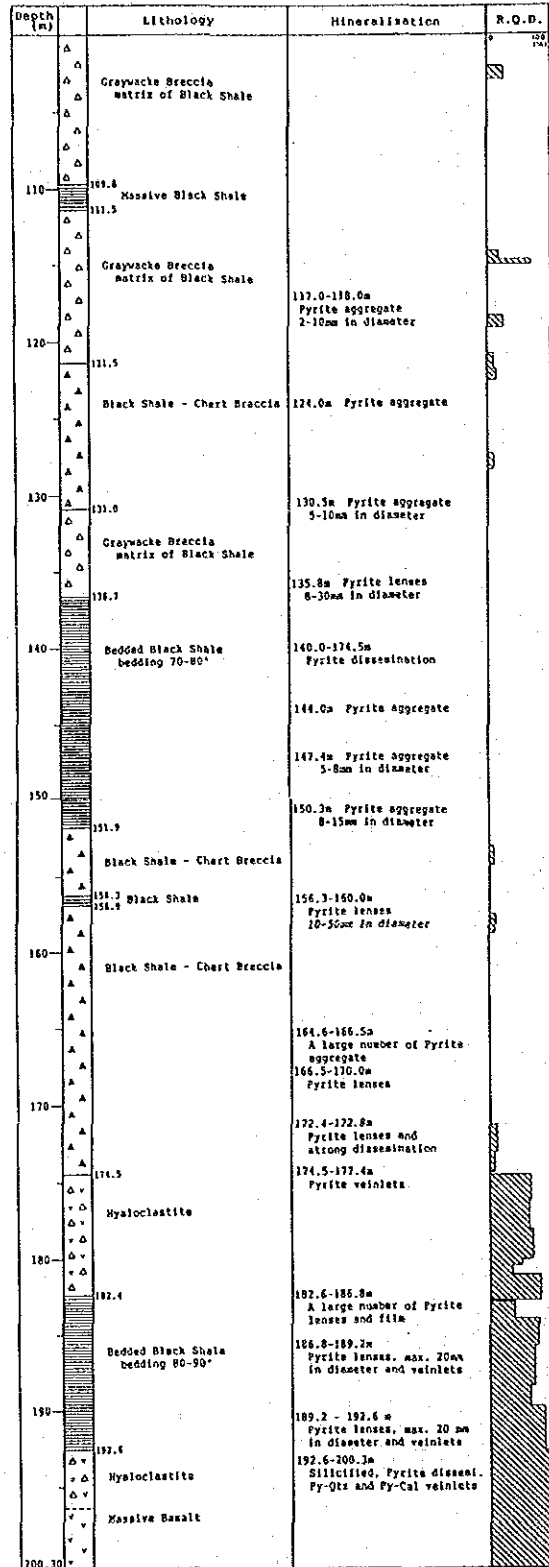 Depth (m) Lithology Mineralisation R.Q.D.
0 100 (%)
Graywacke Breccia
matrix of Black Shale
109.8
110
Massive Black Shale
111.5
Graywacke Breccia
matrix of Black Shale
117.0-118.0m
Pyrite aggregate
2-10mm in diameter
120
121.5
Black Shale - Chert Breccia
124.0m Pyrite aggregate
130
130.5m Pyrite aggregate
5-10mm in diameter
131.0
Graywacke Breccia
matrix of Black Shale
135.8m Pyrite lenses
8-30mm in diameter
136.7
140
Bedded Black Shale
bedding 70-80°
140.0-174.5m
Pyrite dissemination
144.0m Pyrite aggregate
147.4m Pyrite aggregate
5-8mm in diameter
150
150.3m Pyrite aggregate
8-15mm in diameter
151.9
Black Shale - Chert Breccia
156.3
Black Shale
156.9
156.3-160.0m
Pyrite lenses
10-50mm in diameter
160
Black Shale - Chert Breccia
164.6-166.5m
A large number of Pyrite
aggregate
166.5-170.0m
Pyrite lenses
170
172.4-172.8m
Pyrite lenses and
strong dissemination
174.5
174.5-177.4m
Pyrite veinlets
Hyaloclastite
180
182.4
182.6-186.8m
A large number of Pyrite
lenses and film
Bedded Black Shale
bedding 80-90°
186.8-189.2m
Pyrite lenses, max. 20mm
in diameter and veinlets
190
189.2 - 192.6 m
Pyrite lenses, max. 20 mm
in diameter and veinlets
192.6
192.6-200.3m
Silicified, Pyrite dissemi.
Py-Qtz and Py-Cal veinlets
Hyaloclastite
Massive Basalt
200.30